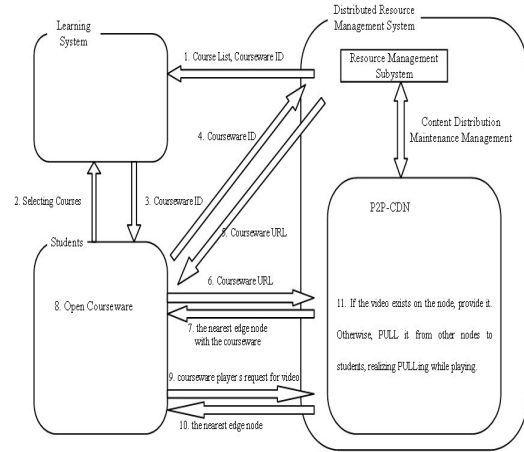 Distributed Resource
Management System
Learning
System
1. Course List, Courseware ID
Resource Management
Subystem
4. Courseware ID
Content Distribution
Maintenance Management
2. Selecting Courses
3. Courseware ID
P2P-CDN
5. Courseware URL
Students
6. Courseware URL
8. Open Courseware
11. If the video exists on the node, provide it.
Otherwise, PULL it from other nodes to
students, realizing PULLing while playing.
7. the nearest edge node
with the courseware
9. courseware player s request for video
10. the nearest edge node